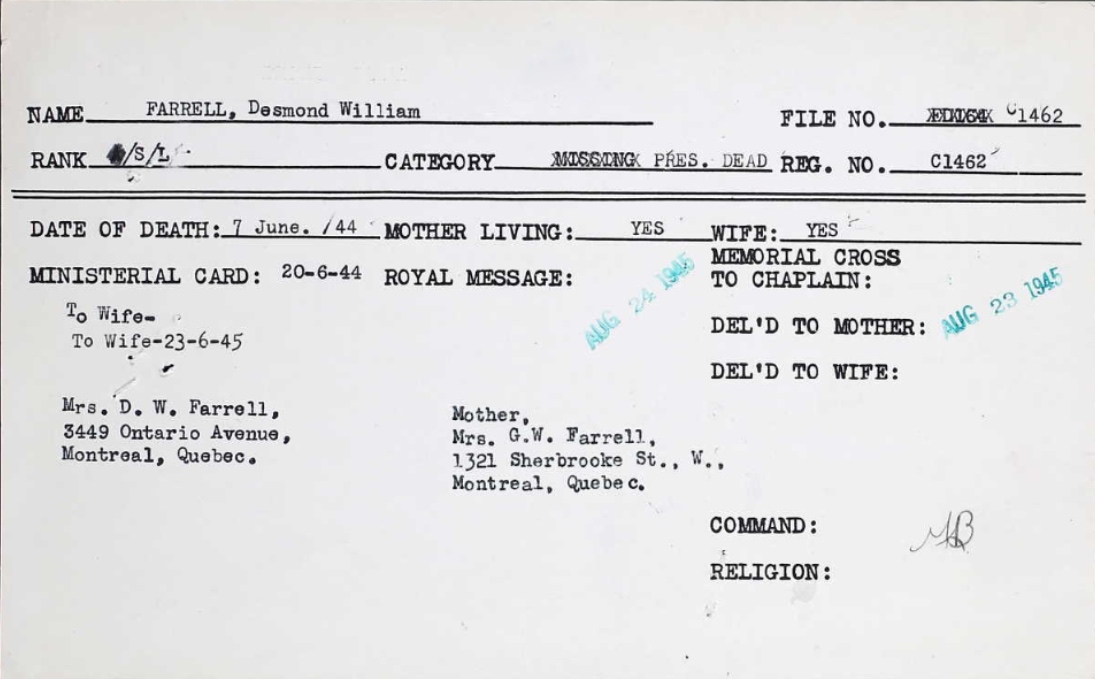 NAME FARRELL, Desmond William FILE NO. C1462
RANK /S/L CATEGORY MISSING PRES. DEAD REG. NO. C1462
DATE OF DEATH: 7 June. /44 MOTHER LIVING: YES WIFE: YES
MINISTERIAL CARD: 20-6-44 ROYAL MESSAGE: AUG 24 1945 MEMORIAL CROSS
TO CHAPLAIN:
To Wife-
To Wife-23-6-45
DEL'D TO MOTHER: AUG 23 1945
DEL'D TO WIFE:
Mrs. D. W. Farrell,
3449 Ontario Avenue,
Montreal, Quebec.
Mother,
Mrs. G.W. Farrell,
1321 Sherbrooke St., W.,
Montreal, Quebec.
COMMAND:
RELIGION: